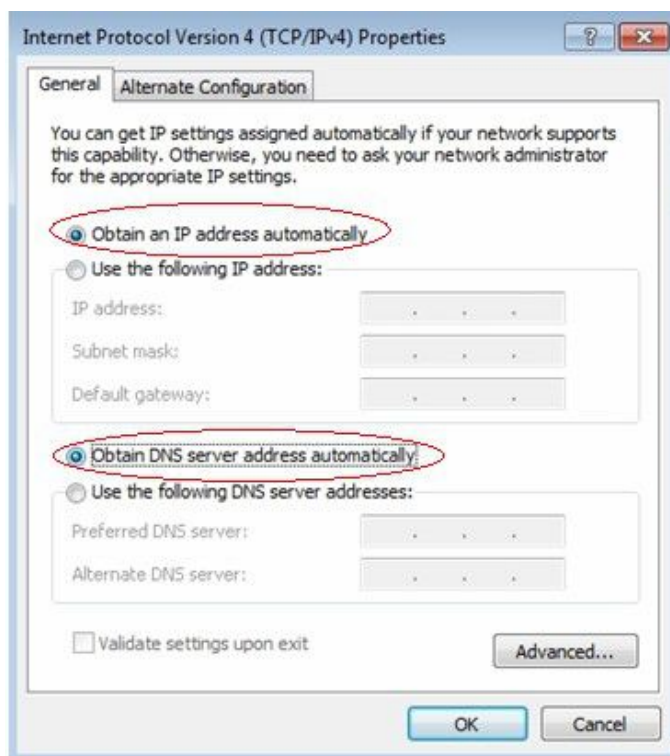 Internet Protocol Version 4 (TCP/IPv4) Properties
General
Alternate Configuration
You can get IP settings assigned automatically if your network supports
this capability. Otherwise, you need to ask your network administrator
for the appropriate IP settings.
Obtain an IP address automatically
Use the following IP address:
IP address:
Subnet mask:
Default gateway:
Obtain DNS server address automatically
Use the following DNS server addresses:
Preferred DNS server:
Alternate DNS server:
Validate settings upon exit
Advanced...
OK
Cancel